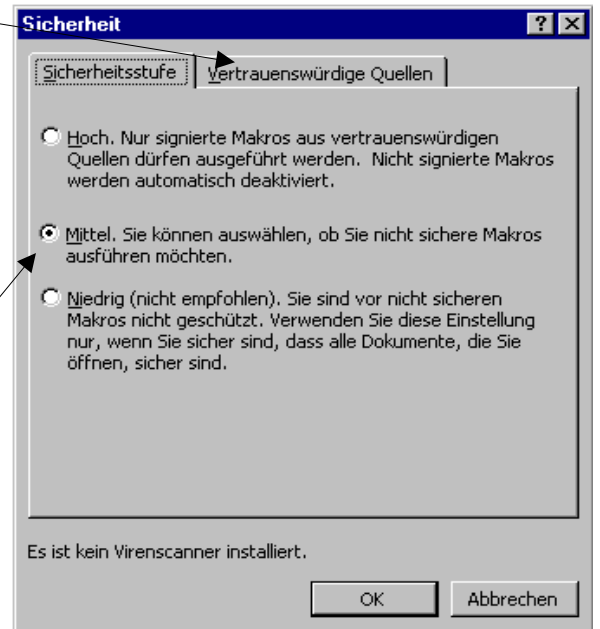 Sicherheit
Sicherheitsstufe
Vertrauenswürdige Quellen
Hoch. Nur signierte Makros aus vertrauenswürdigen
Quellen dürfen ausgeführt werden. Nicht signierte Makros
werden automatisch deaktiviert.
Mittel. Sie können auswählen, ob Sie nicht sichere Makros
ausführen möchten.
Niedrig (nicht empfohlen). Sie sind vor nicht sicheren
Makros nicht geschützt. Verwenden Sie diese Einstellung
nur, wenn Sie sicher sind, dass alle Dokumente, die Sie
öffnen, sicher sind.
Es ist kein Virenscanner installiert.
OK
Abbrechen